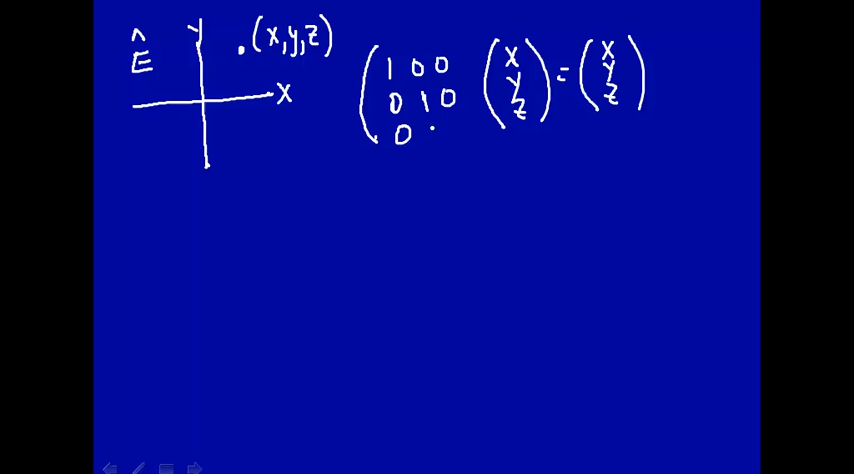 Ê
Y
(x,y,z)
X
( 1 0 0 ) ( X ) = ( X )
( 0 1 0 ) ( Y ) ( Y )
( 0 · ( Z ) ( Z )